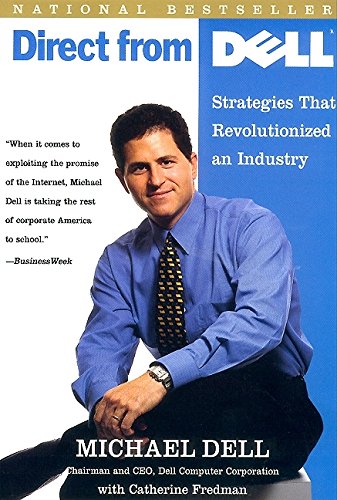 NATIONAL BESTSELLER
Direct from DELL
Strategies That
Revolutionized
an Industry
"When it comes to
exploiting the promise
of the Internet, Michael
Dell is taking the rest
of corporate America
to school."
—BusinessWeek
MICHAEL DELL
Chairman and CEO, Dell Computer Corporation
with Catherine Fredman